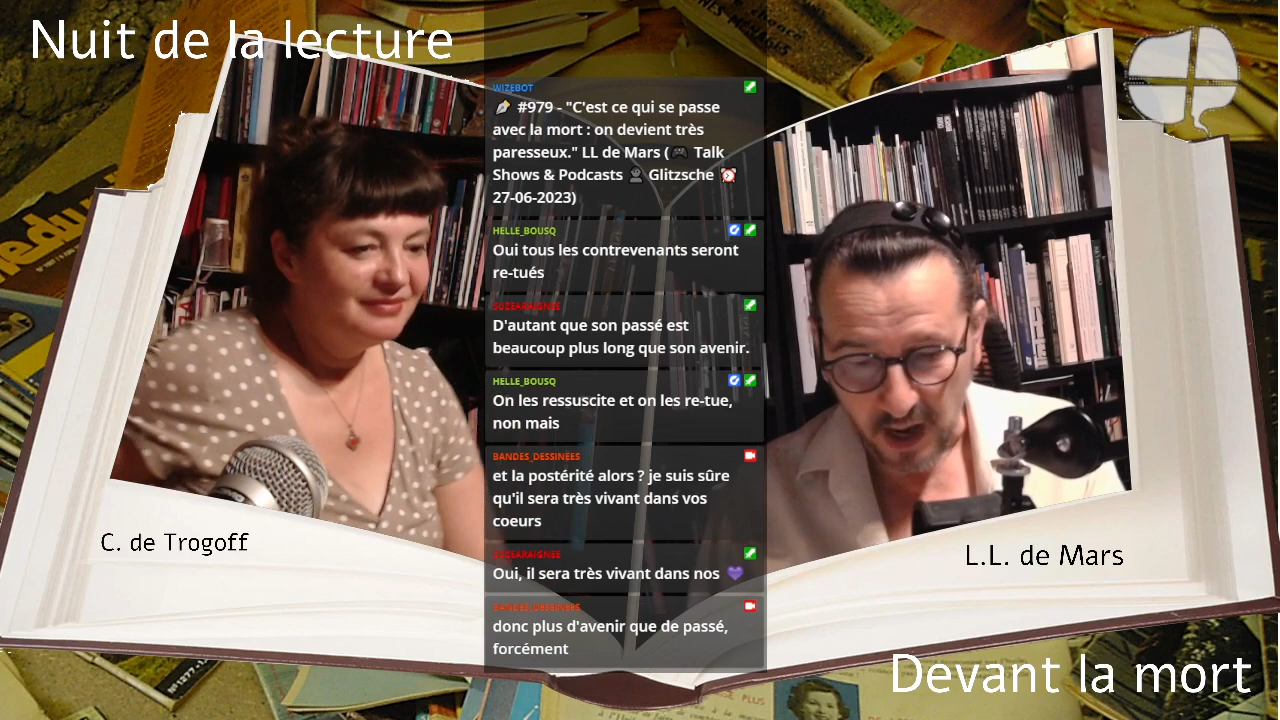 Nuit de la lecture
WIZEBOT
#979 - "C'est ce qui se passe
avec la mort : on devient très
paresseux." LL de Mars ( Talk
Shows & Podcasts Glitzsche
27-06-2023)
HELLE_BOUSQ
Oui tous les contrevenants seront
re-tués
SUZEARAIGNEE
D'autant que son passé est
beaucoup plus long que son avenir.
HELLE_BOUSQ
On les ressuscite et on les re-tue,
non mais
BANDES_DESSINEES
et la postérité alors ? je suis sûre
qu'il sera très vivant dans vos
coeurs
SUZEARAIGNEE
Oui, il sera très vivant dans nos 💜
BANDES_DESSINEES
donc plus d'avenir que de passé,
forcément
C. de Trogoff
L.L. de Mars
Devant la mort